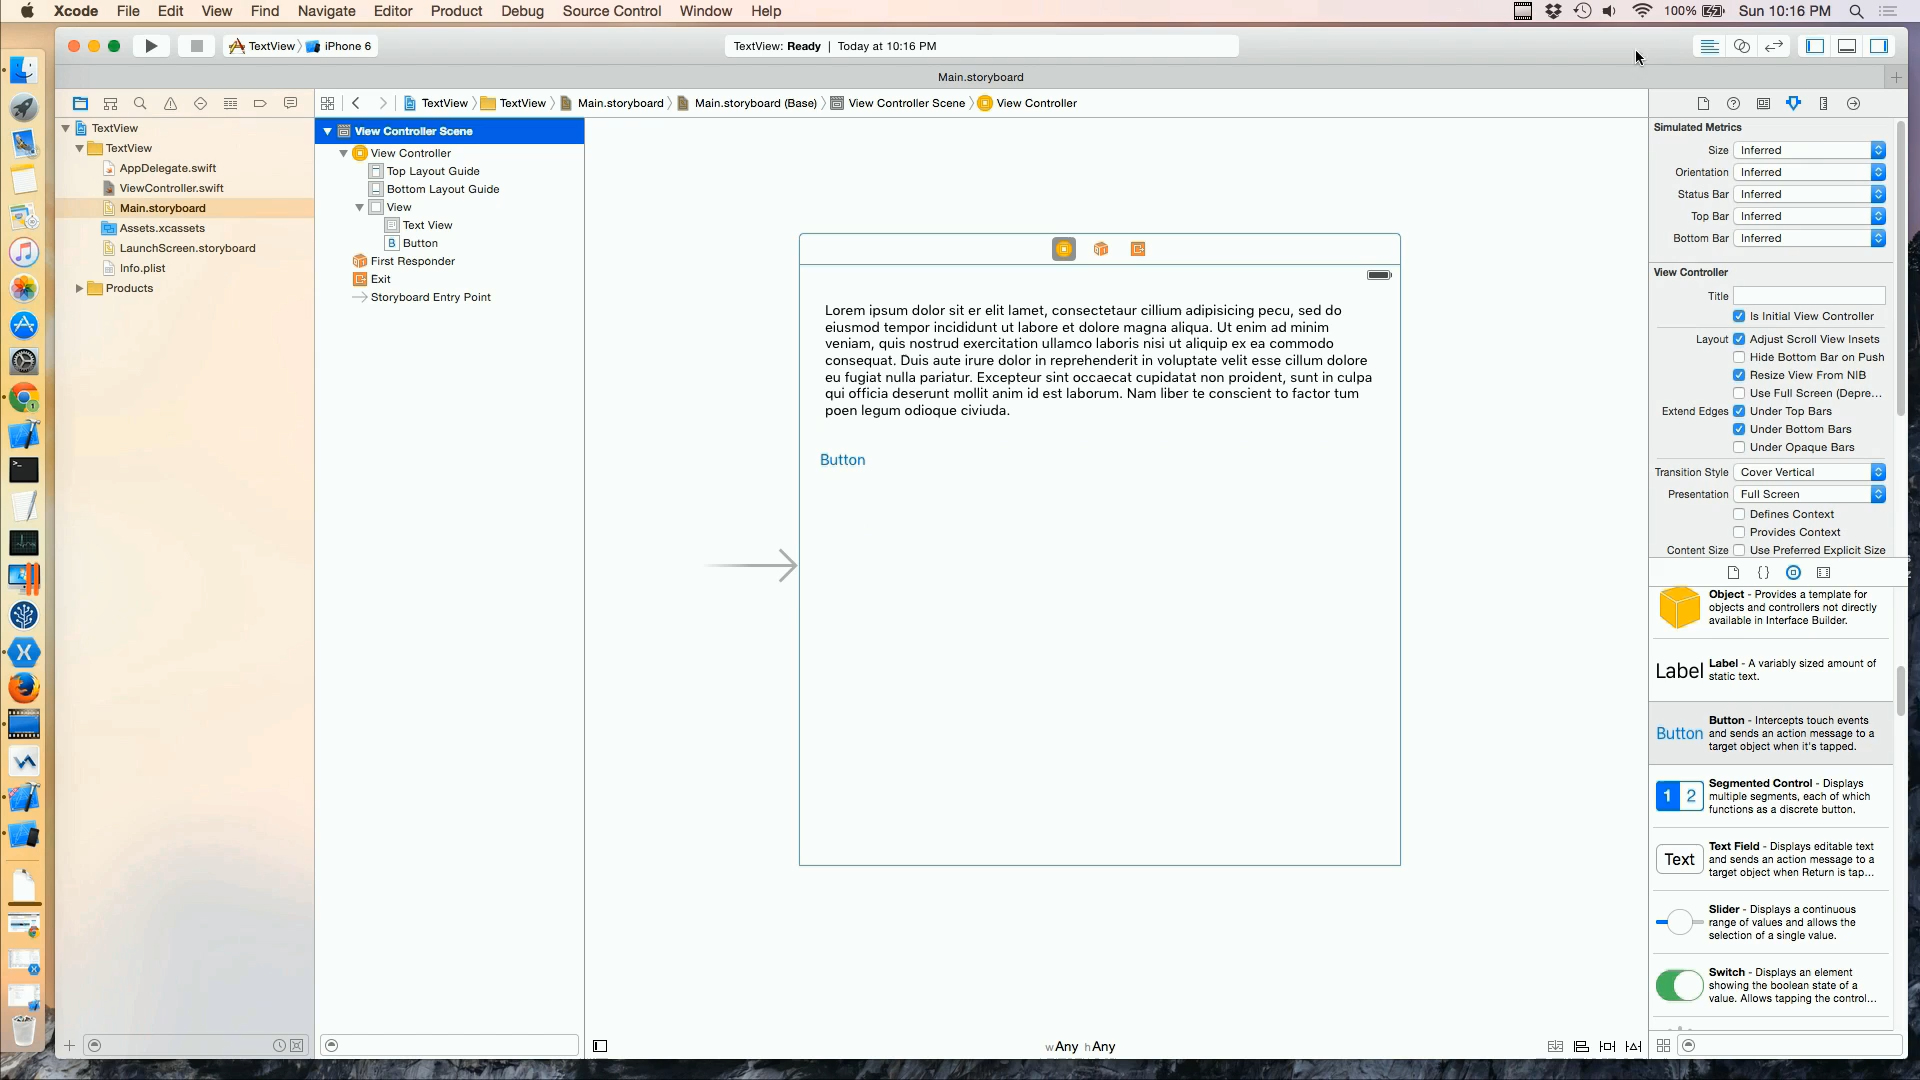 Xcode File Edit View Find Navigate Editor Product Debug Source Control Window Help 100% Sun 10:16 PM
TextView iPhone 6 TextView: Ready | Today at 10:16 PM
Main.storyboard
TextView TextView Main.storyboard Main.storyboard (Base) View Controller Scene View Controller
TextView
TextView
AppDelegate.swift
ViewController.swift
Main.storyboard
Assets.xcassets
LaunchScreen.storyboard
Info.plist
Products
View Controller Scene
View Controller
Top Layout Guide
Bottom Layout Guide
View
Text View
B Button
First Responder
Exit
Storyboard Entry Point
Lorem ipsum dolor sit er elit lamet, consectetaur cillium adipisicing pecu, sed do
eiusmod tempor incididunt ut labore et dolore magna aliqua. Ut enim ad minim
veniam, quis nostrud exercitation ullamco laboris nisi ut aliquip ex ea commodo
consequat. Duis aute irure dolor in reprehenderit in voluptate velit esse cillum dolore
eu fugiat nulla pariatur. Excepteur sint occaecat cupidatat non proident, sunt in culpa
qui officia deserunt mollit anim id est laborum. Nam liber te conscient to factor tum
poen legum odioque civiuda.
Button
wAny hAny
Simulated Metrics
Size Inferred
Orientation Inferred
Status Bar Inferred
Top Bar Inferred
Bottom Bar Inferred
View Controller
Title
Is Initial View Controller
Layout Adjust Scroll View Insets
Hide Bottom Bar on Push
Resize View From NIB
Use Full Screen (Depre...
Extend Edges Under Top Bars
Under Bottom Bars
Under Opaque Bars
Transition Style Cover Vertical
Presentation Full Screen
Defines Context
Provides Context
Content Size Use Preferred Explicit Size
{}
Object - Provides a template for
objects and controllers not directly
available in Interface Builder.
Label Label - A variably sized amount of
static text.
Button Button - Intercepts touch events
and sends an action message to a
target object when it's tapped.
1 2 Segmented Control - Displays
multiple segments, each of which
functions as a discrete button.
Text Text Field - Displays editable text
and sends an action message to a
target object when Return is tap...
Slider - Displays a continuous
range of values and allows the
selection of a single value.
Switch - Displays an element
showing the boolean state of a
value. Allows tapping the control...